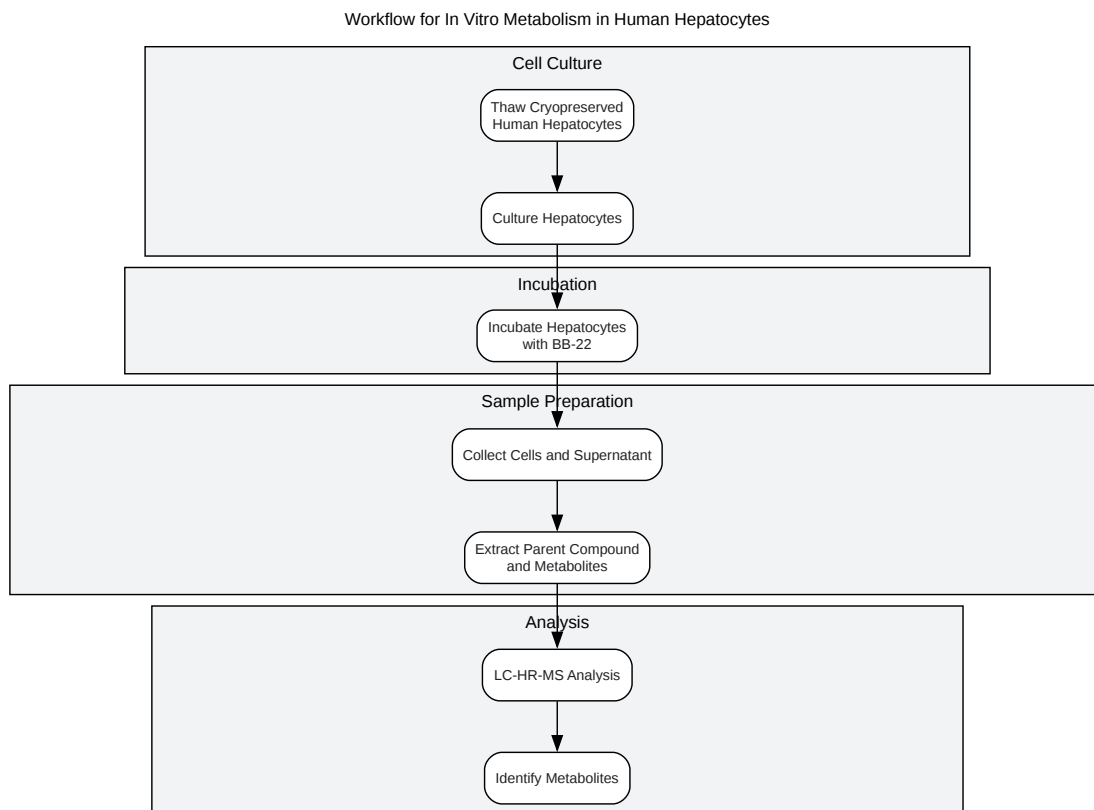 Workflow for In Vitro Metabolism in Human Hepatocytes
Cell Culture
Thaw Cryopreserved
Human Hepatocytes
Culture Hepatocytes
Incubation
Incubate Hepatocytes
with BB-22
Sample Preparation
Collect Cells and Supernatant
Extract Parent Compound
and Metabolites
Analysis
LC-HR-MS Analysis
Identify Metabolites